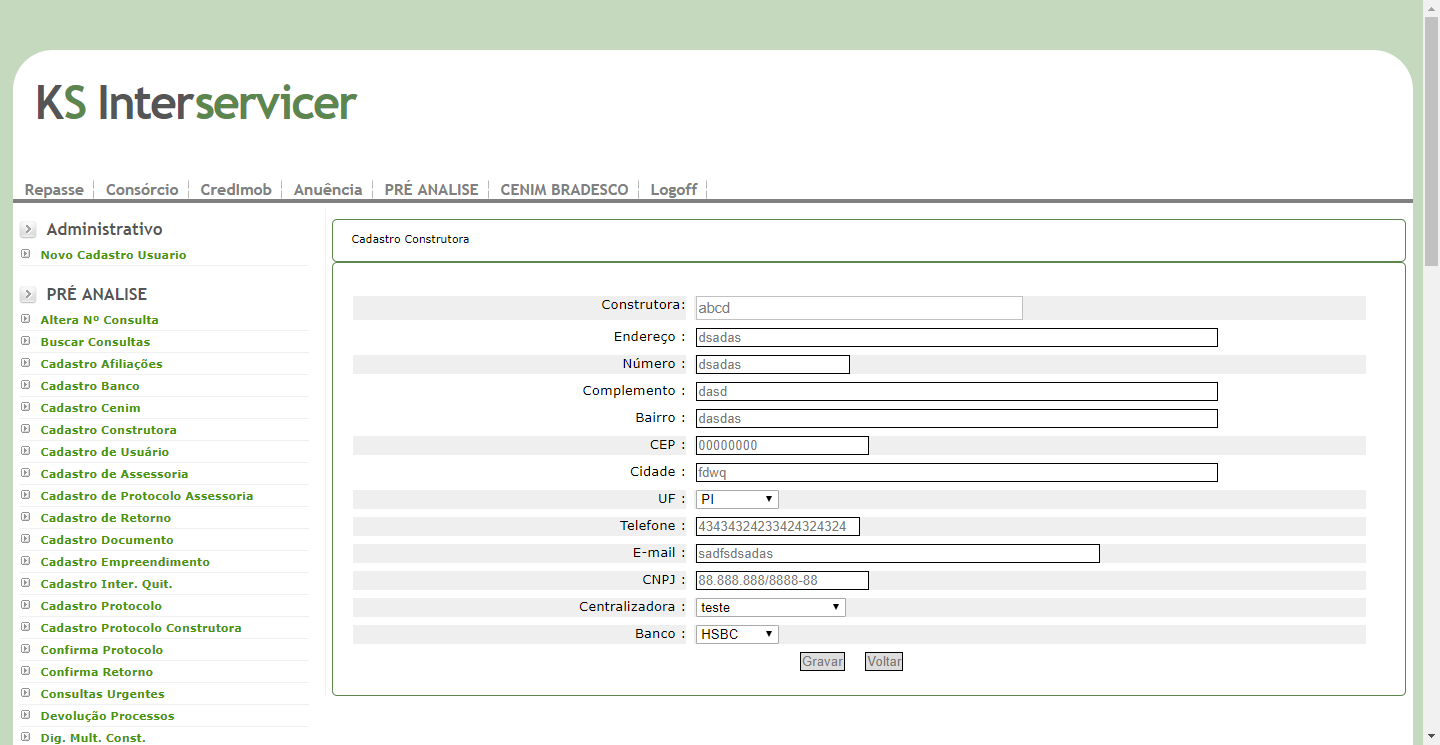 KS Interservicer
Repasse Consórcio CredImob Anuência PRÉ ANALISE CENIM BRADESCO Logoff
Administrativo
Novo Cadastro Usuario
PRÉ ANALISE
Altera Nº Consulta
Buscar Consultas
Cadastro Afiliações
Cadastro Banco
Cadastro Cenim
Cadastro Construtora
Cadastro de Usuário
Cadastro de Assessoria
Cadastro de Protocolo Assessoria
Cadastro de Retorno
Cadastro Documento
Cadastro Empreendimento
Cadastro Inter. Quit.
Cadastro Protocolo
Cadastro Protocolo Construtora
Confirma Protocolo
Confirma Retorno
Consultas Urgentes
Devolução Processos
Dig. Mult. Const.
Cadastro Construtora
Construtora: abcd
Endereço : dsadas
Número : dsadas
Complemento : dasd
Bairro : dasdas
CEP : 00000000
Cidade : fdwq
UF : PI
Telefone : 43434324233424324324
E-mail : sadfsdsadas
CNPJ : 88.888.888/8888-88
Centralizadora : teste
Banco : HSBC
Gravar Voltar